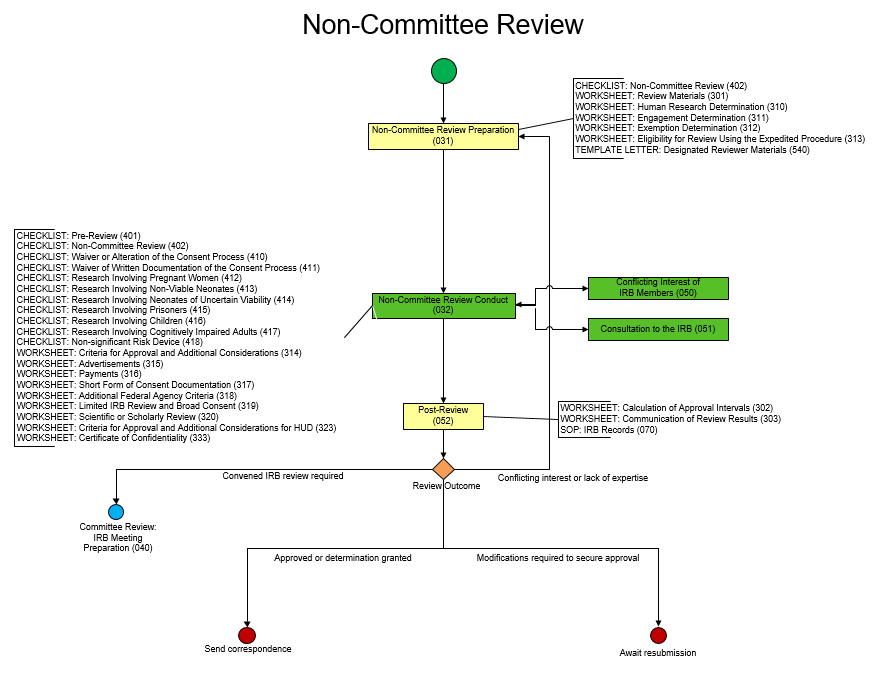 Non-Committee Review
CHECKLIST: Non-Committee Review (402)
WORKSHEET: Review Materials (301)
WORKSHEET: Human Research Determination (310)
WORKSHEET: Engagement Determination (311)
WORKSHEET: Exemption Determination (312)
WORKSHEET: Eligibility for Review Using the Expedited Procedure (313)
TEMPLATE LETTER: Designated Reviewer Materials (540)
Non-Committee Review Preparation
(031)
CHECKLIST: Pre-Review (401)
CHECKLIST: Non-Committee Review (402)
CHECKLIST: Waiver or Alteration of the Consent Process (410)
CHECKLIST: Waiver of Written Documentation of the Consent Process (411)
CHECKLIST: Research Involving Pregnant Women (412)
CHECKLIST: Research Involving Non-Viable Neonates (413)
CHECKLIST: Research Involving Neonates of Uncertain Viability (414)
CHECKLIST: Research Involving Prisoners (415)
CHECKLIST: Research Involving Children (416)
CHECKLIST: Research Involving Cognitively Impaired Adults (417)
CHECKLIST: Non-significant Risk Device (418)
WORKSHEET: Criteria for Approval and Additional Considerations (314)
WORKSHEET: Advertisements (315)
WORKSHEET: Payments (316)
WORKSHEET: Short Form of Consent Documentation (317)
WORKSHEET: Additional Federal Agency Criteria (318)
WORKSHEET: Limited IRB Review and Broad Consent (319)
WORKSHEET: Scientific or Scholarly Review (320)
WORKSHEET: Criteria for Approval and Additional Considerations for HUD (323)
WORKSHEET: Certificate of Confidentiality (333)
Non-Committee Review Conduct
(032)
Conflicting Interest of
IRB Members (050)
Consultation to the IRB (051)
Post-Review
(052)
WORKSHEET: Calculation of Approval Intervals (302)
WORKSHEET: Communication of Review Results (303)
SOP: IRB Records (070)
Convened IRB review required
Review Outcome
Conflicting interest or lack of expertise
Committee Review:
IRB Meeting
Preparation (040)
Approved or determination granted
Modifications required to secure approval
Send correspondence
Await resubmission